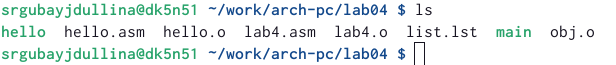 srgubayjdullina@dk5n51 ~/work/arch-pc/lab04 $ ls
hello hello.asm hello.o lab4.asm lab4.o list.lst main obj.o
srgubayjdullina@dk5n51 ~/work/arch-pc/lab04 $